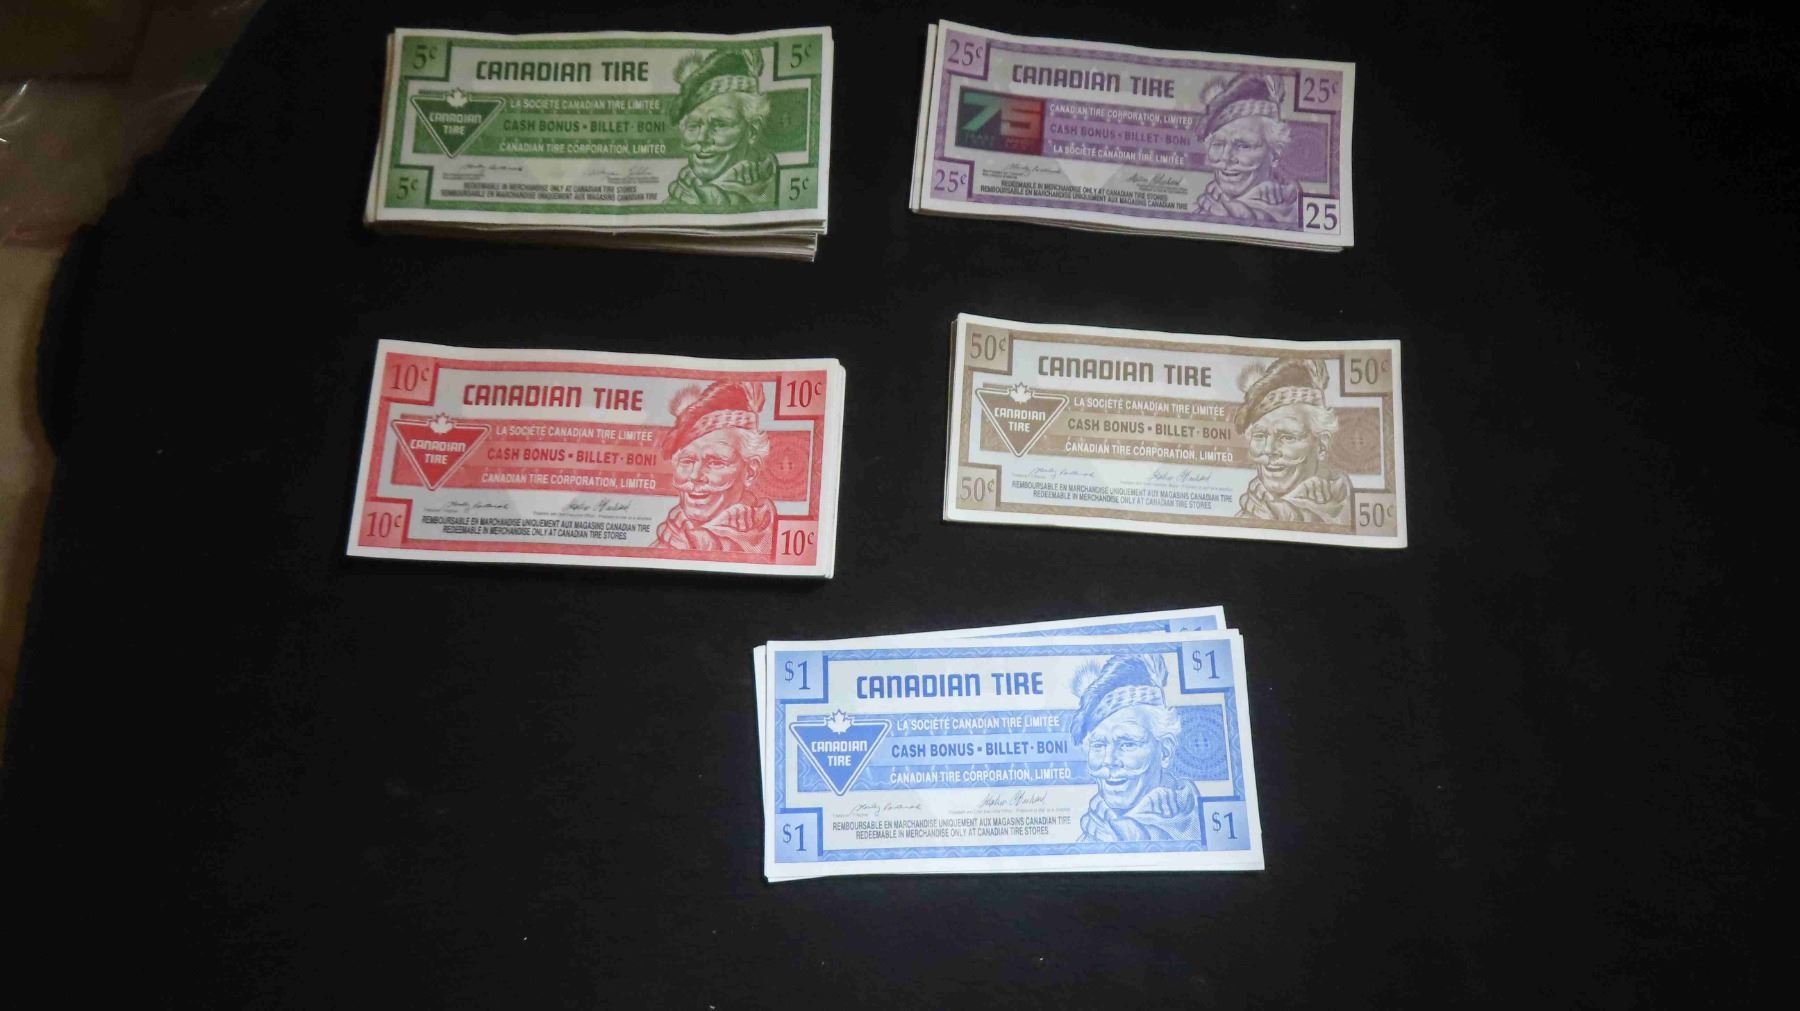 5¢ 5¢
CANADIAN TIRE
CANADIAN
TIRE
LA SOCIÉTÉ CANADIAN TIRE LIMITÉE
CASH BONUS • BILLET - BONI
CANADIAN TIRE CORPORATION, LIMITED
REDEEMABLE IN MERCHANDISE ONLY AT CANADIAN TIRE STORES
REMBOURSABLE EN MARCHANDISE UNIQUEMENT AUX MAGASINS CANADIAN TIRE
5¢ 5¢
25¢ 25¢
CANADIAN TIRE
75
CANADIAN TIRE CORPORATION, LIMITED
CASH BONUS • BILLET - BONI
LA SOCIÉTÉ CANADIAN TIRE LIMITÉE
REDEEMABLE IN MERCHANDISE ONLY AT CANADIAN TIRE STORES
REMBOURSABLE EN MARCHANDISE UNIQUEMENT AUX MAGASINS CANADIAN TIRE
25¢ 25
10¢ 10¢
CANADIAN TIRE
CANADIAN
TIRE
LA SOCIÉTÉ CANADIAN TIRE LIMITÉE
CASH BONUS • BILLET - BONI
CANADIAN TIRE CORPORATION, LIMITED
REMBOURSABLE EN MARCHANDISE UNIQUEMENT AUX MAGASINS CANADIAN TIRE
REDEEMABLE IN MERCHANDISE ONLY AT CANADIAN TIRE STORES
10¢ 10¢
50¢ 50¢
CANADIAN TIRE
CANADIAN
TIRE
LA SOCIÉTÉ CANADIAN TIRE LIMITÉE
CASH BONUS • BILLET - BONI
CANADIAN TIRE CORPORATION, LIMITED
REMBOURSABLE EN MARCHANDISE UNIQUEMENT AUX MAGASINS CANADIAN TIRE
REDEEMABLE IN MERCHANDISE ONLY AT CANADIAN TIRE STORES
50¢ 50¢
$1
$1 $1
CANADIAN TIRE
CANADIAN
TIRE
LA SOCIÉTÉ CANADIAN TIRE LIMITÉE
CASH BONUS • BILLET - BONI
CANADIAN TIRE CORPORATION, LIMITED
REMBOURSABLE EN MARCHANDISE UNIQUEMENT AUX MAGASINS CANADIAN TIRE
REDEEMABLE IN MERCHANDISE ONLY AT CANADIAN TIRE STORES
$1 $1